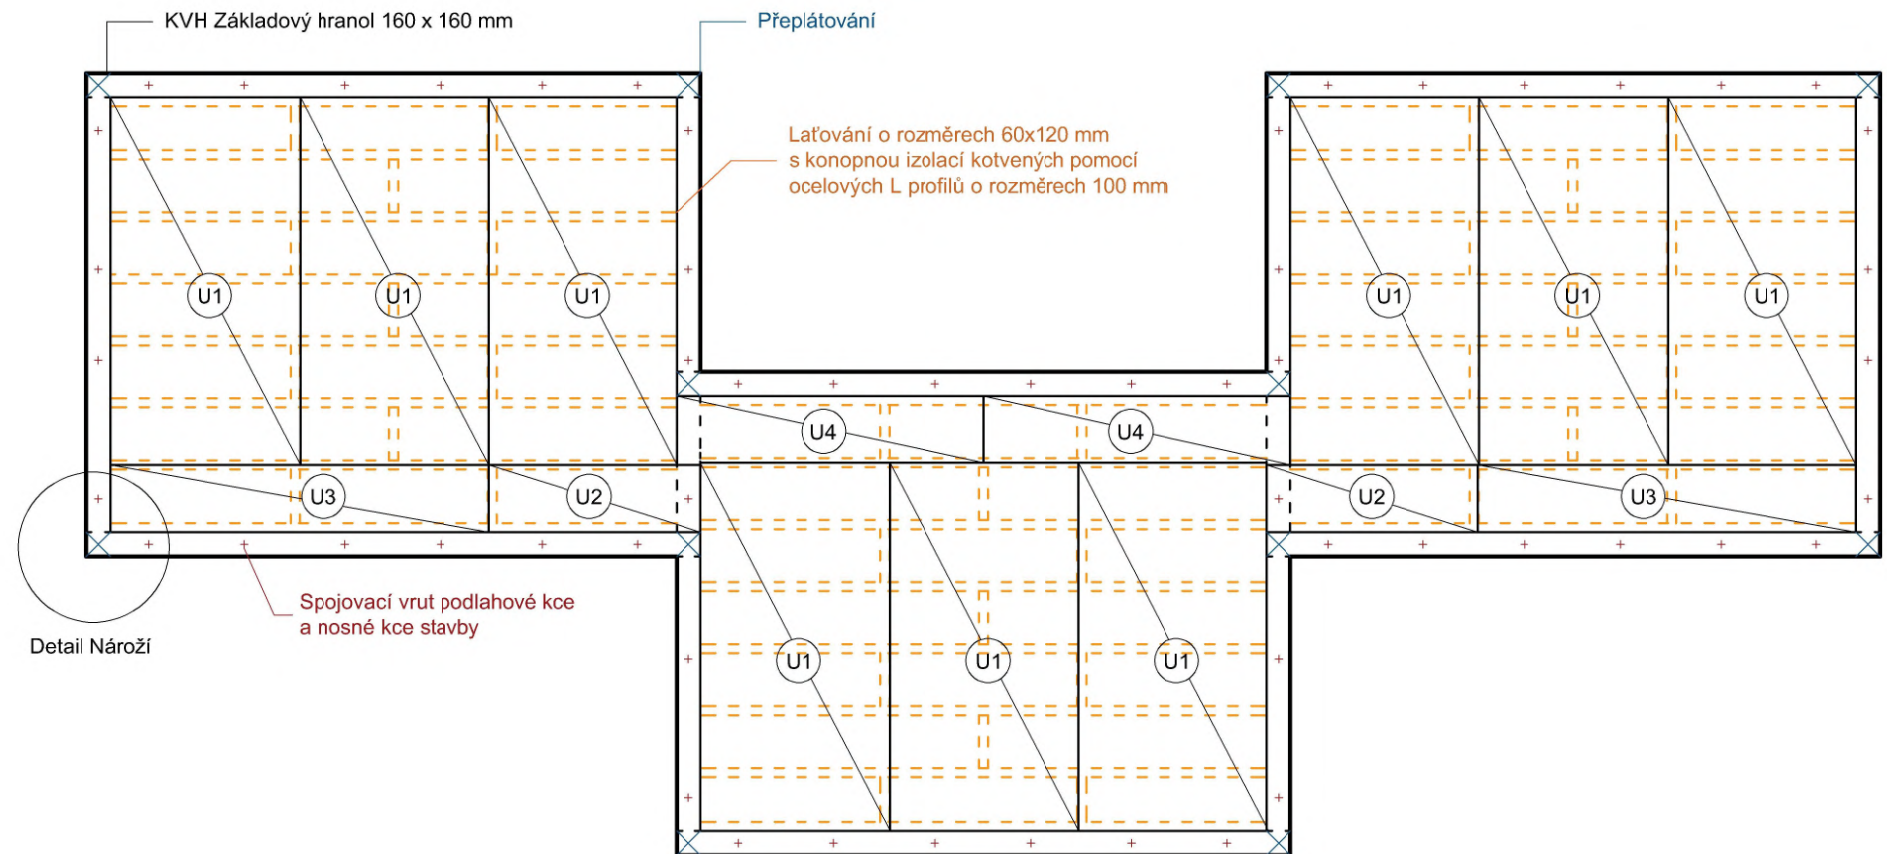 KVH Základový hranol 160 x 160 mm
Přeplátování
Laťování o rozměrech 60x120 mm
s konopnou izolací kotvených pomocí
ocelových L profilů o rozměrech 100 mm
U1
U1
U1
U1
U1
U1
U4
U4
U3
U2
U2
U3
Spojovací vrut podlahové kce
a nosné kce stavby
Detail Nároží
U1
U1
U1